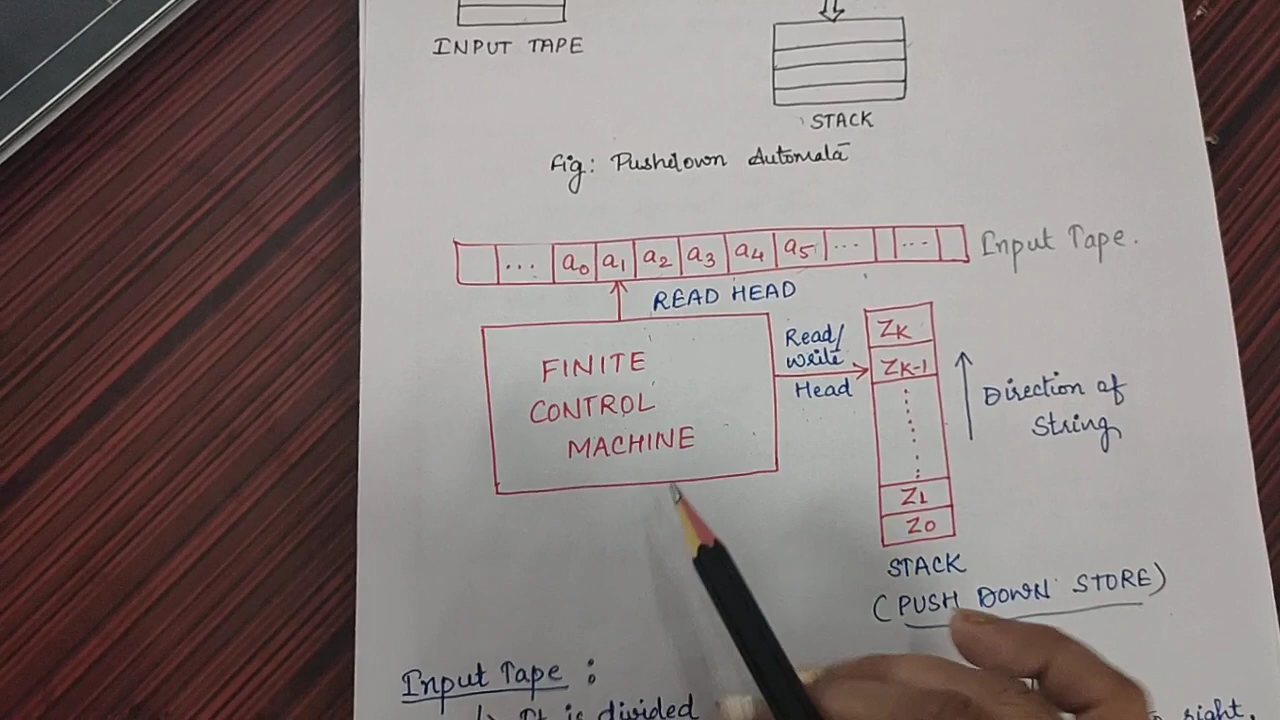 INPUT TAPE
STACK
Fig: Pushdown Automata
... a0 a1 a2 a3 a4 a5 ... ...
Input Tape.
READ HEAD
FINITE
CONTROL
MACHINE
Read/
Write
Head
ZK
ZK-1
Z1
Z0
Direction of
String
STACK
(PUSH DOWN STORE)
Input Tape :
It is divided
right,